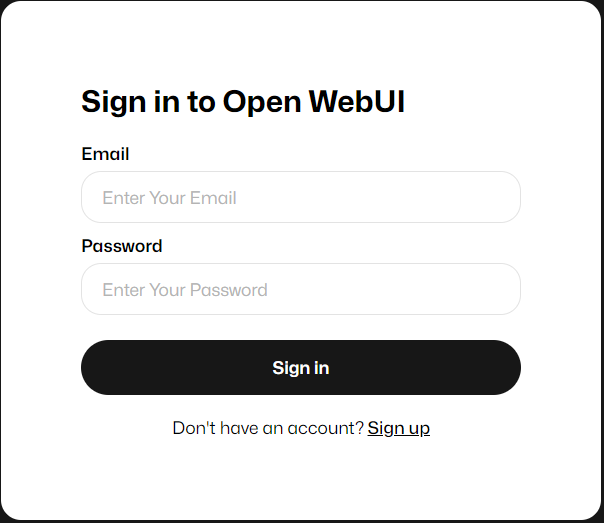 Sign in to Open WebUI
Email
Enter Your Email
Password
Enter Your Password
Sign in
Don't have an account? Sign up